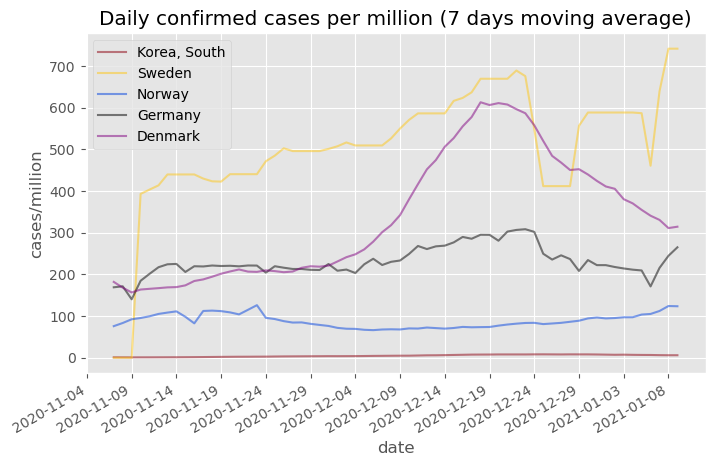 Daily confirmed cases per million (7 days moving average)
Korea, South
Sweden
Norway
Germany
Denmark
700
600
500
400
300
200
100
0
cases/million
2020-11-04
2020-11-09
2020-11-14
2020-11-19
2020-11-24
2020-11-29
2020-12-04
2020-12-09
2020-12-14
2020-12-19
2020-12-24
2020-12-29
2021-01-03
2021-01-08
date